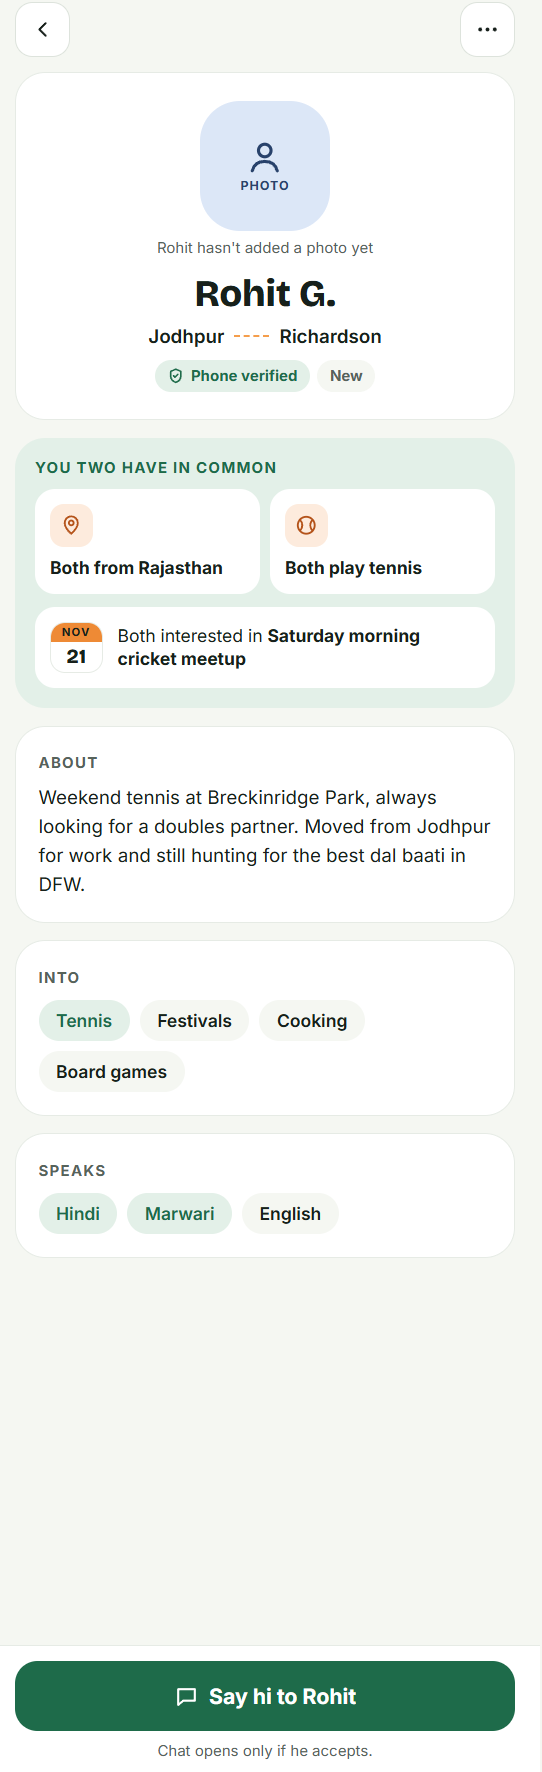 PHOTO
Rohit hasn't added a photo yet
Rohit G.
Jodhpur ---- Richardson
Phone verified New
YOU TWO HAVE IN COMMON
Both from Rajasthan
Both play tennis
NOV
21
Both interested in Saturday morning
cricket meetup
ABOUT
Weekend tennis at Breckinridge Park, always
looking for a doubles partner. Moved from Jodhpur
for work and still hunting for the best dal baati in
DFW.
INTO
Tennis Festivals Cooking
Board games
SPEAKS
Hindi Marwari English
Say hi to Rohit
Chat opens only if he accepts.